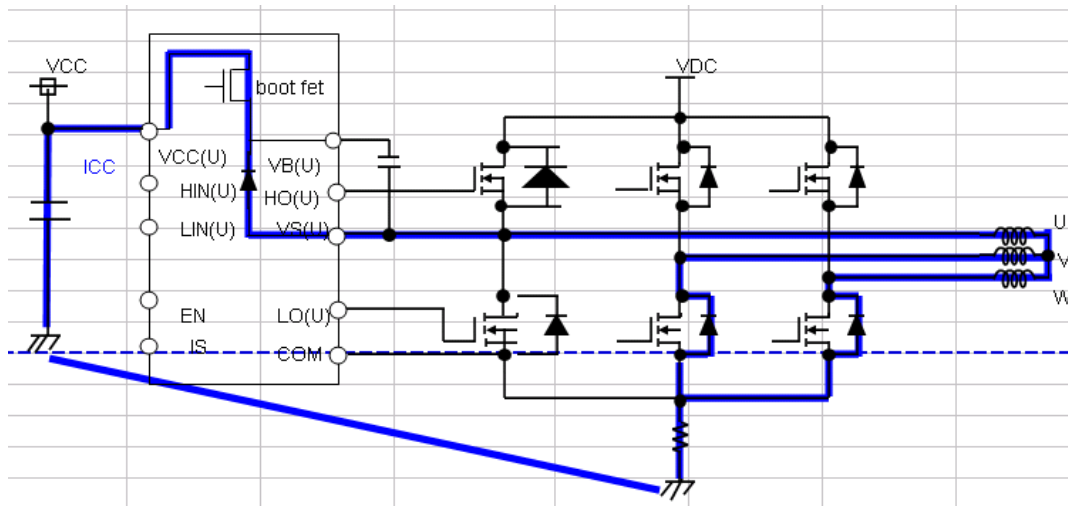 VCC
boot fet
VDC
ICC
VCC(U)
VB(U)
HIN(U)
HO(U)
LIN(U)
VS(U)
U
V
W
EN
LO(U)
IS
COM